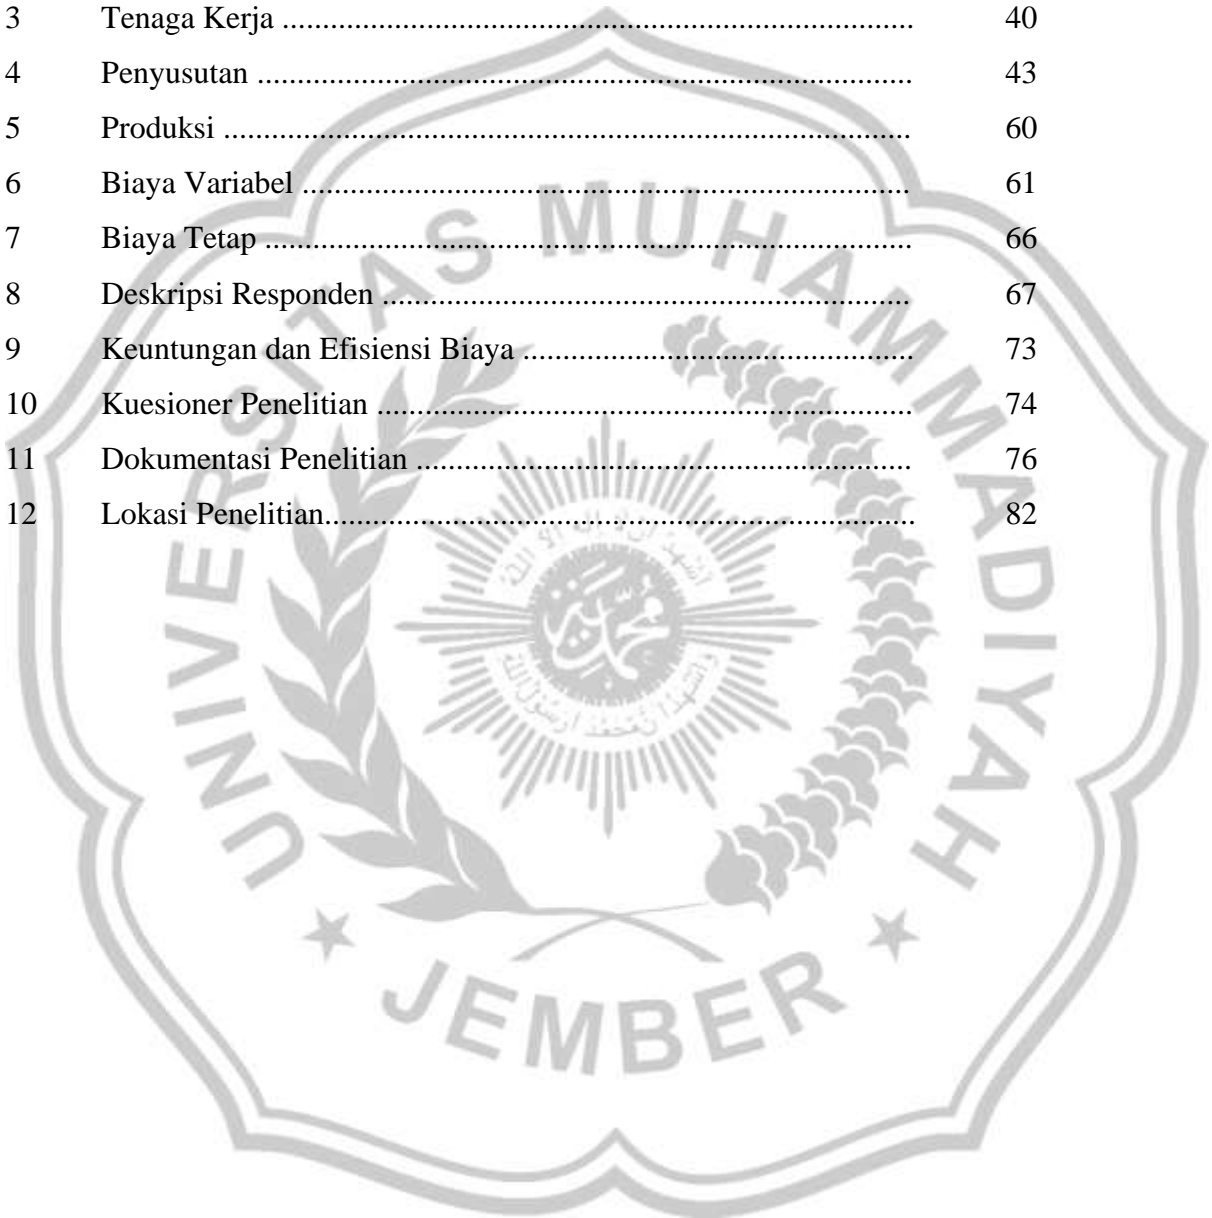 3 Tenaga Kerja .................................................................................. 40
4 Penyusutan ..................................................................................... 43
5 Produksi .......................................................................................... 60
6 Biaya Variabel ............................................................................... 61
7 Biaya Tetap .................................................................................... 66
8 Deskripsi Responden ..................................................................... 67
9 Keuntungan dan Efisiensi Biaya ................................................... 73
10 Kuesioner Penelitian ...................................................................... 74
11 Dokumentasi Penelitian ................................................................. 76
12 Lokasi Penelitian............................................................................. 82
UNIVERSITAS MUHAMMADIYAH
JEMBER